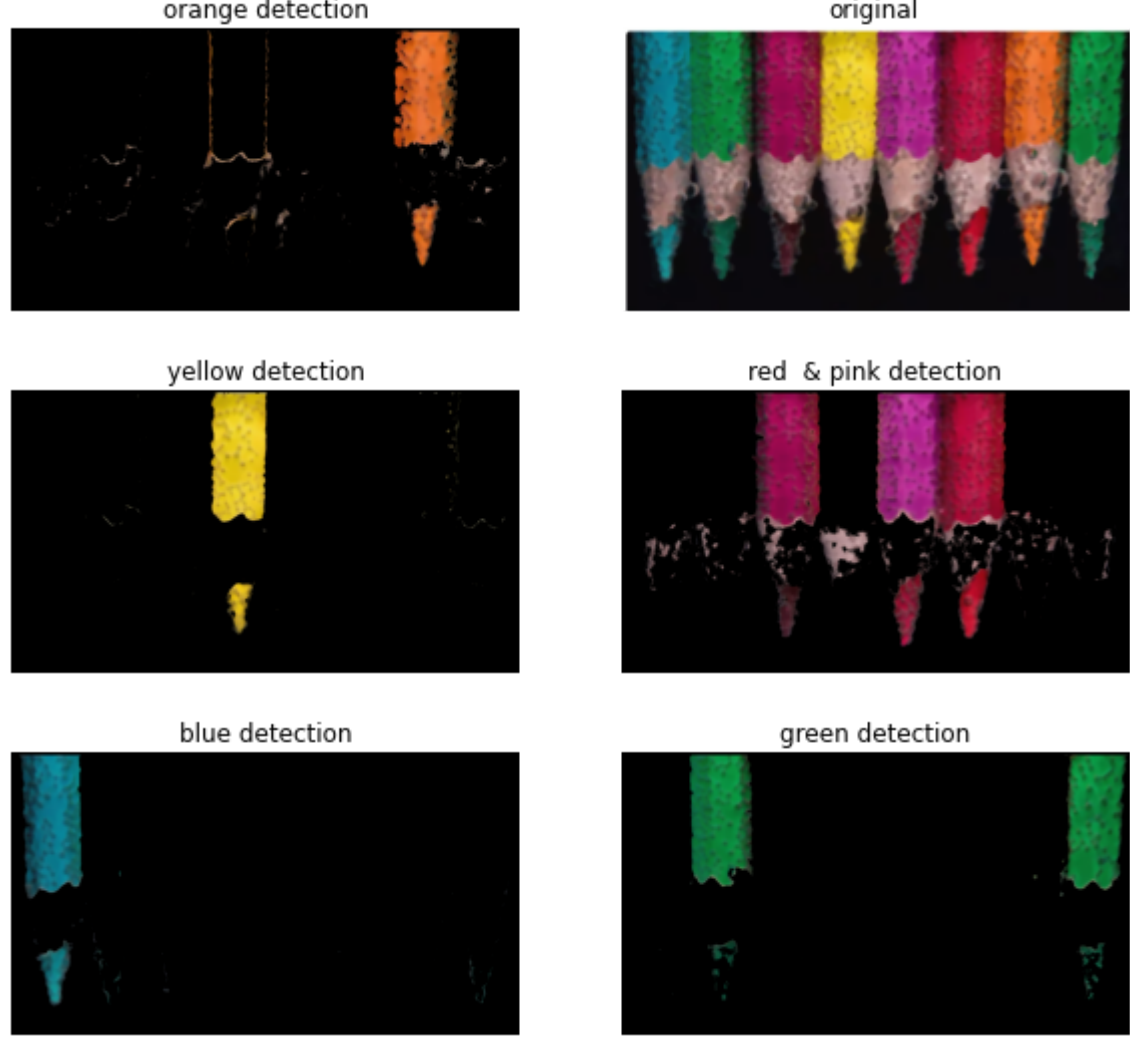 orange detection
original
yellow detection
red  & pink detection
blue detection
green detection